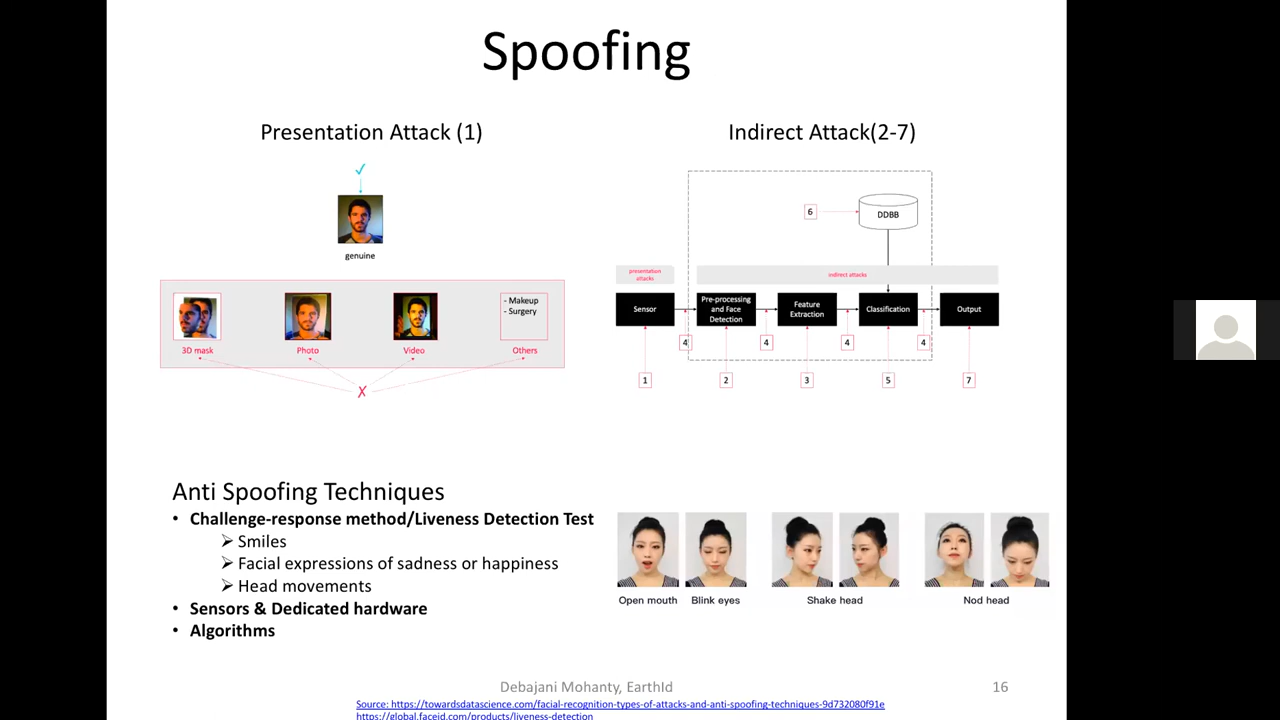 Spoofing
Presentation Attack (1)
genuine
3D mask
Photo
Video
- Makeup
- Surgery
Others
X
Indirect Attack(2-7)
6
DDBB
presentation
attacks
indirect attacks
Sensor
Pre-processing
and Face
Detection
Feature
Extraction
Classification
Output
4 4 4 4
1 2 3 5 7
Anti Spoofing Techniques
• Challenge-response method/Liveness Detection Test
➢ Smiles
➢ Facial expressions of sadness or happiness
➢ Head movements
• Sensors & Dedicated hardware
• Algorithms
Open mouth Blink eyes Shake head Nod head
Debajani Mohanty, EarthId 16
Source: https://towardsdatascience.com/facial-recognition-types-of-attacks-and-anti-spoofing-techniques-9d732080f91e
https://global.faceid.com/products/liveness-detection